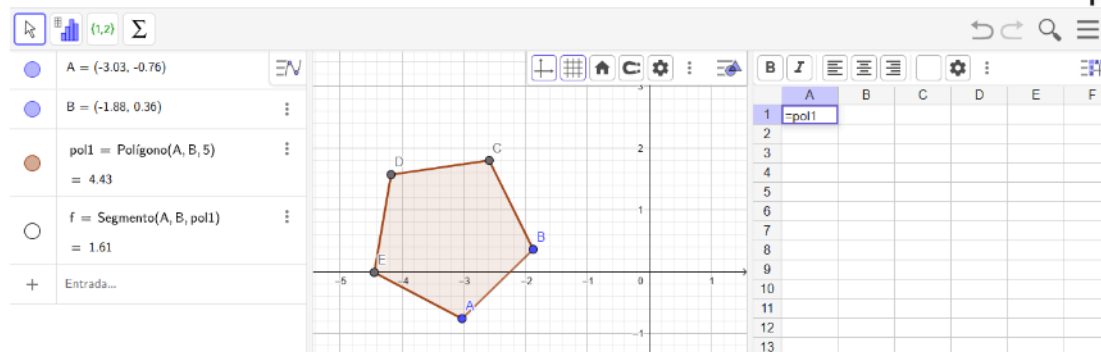 {1,2} Σ
A = (-3.03, -0.76)
B = (-1.88, 0.36)
pol1 = Polígono(A, B, 5)
= 4.43
f = Segmento(A, B, pol1)
= 1.61
+ Entrada...
3
2
1
-5 -4 -3 -2 -1 0 1
-1
D C
B
E
A
B I
A B C D E F
1 =pol1
2
3
4
5
6
7
8
9
10
11
12
13